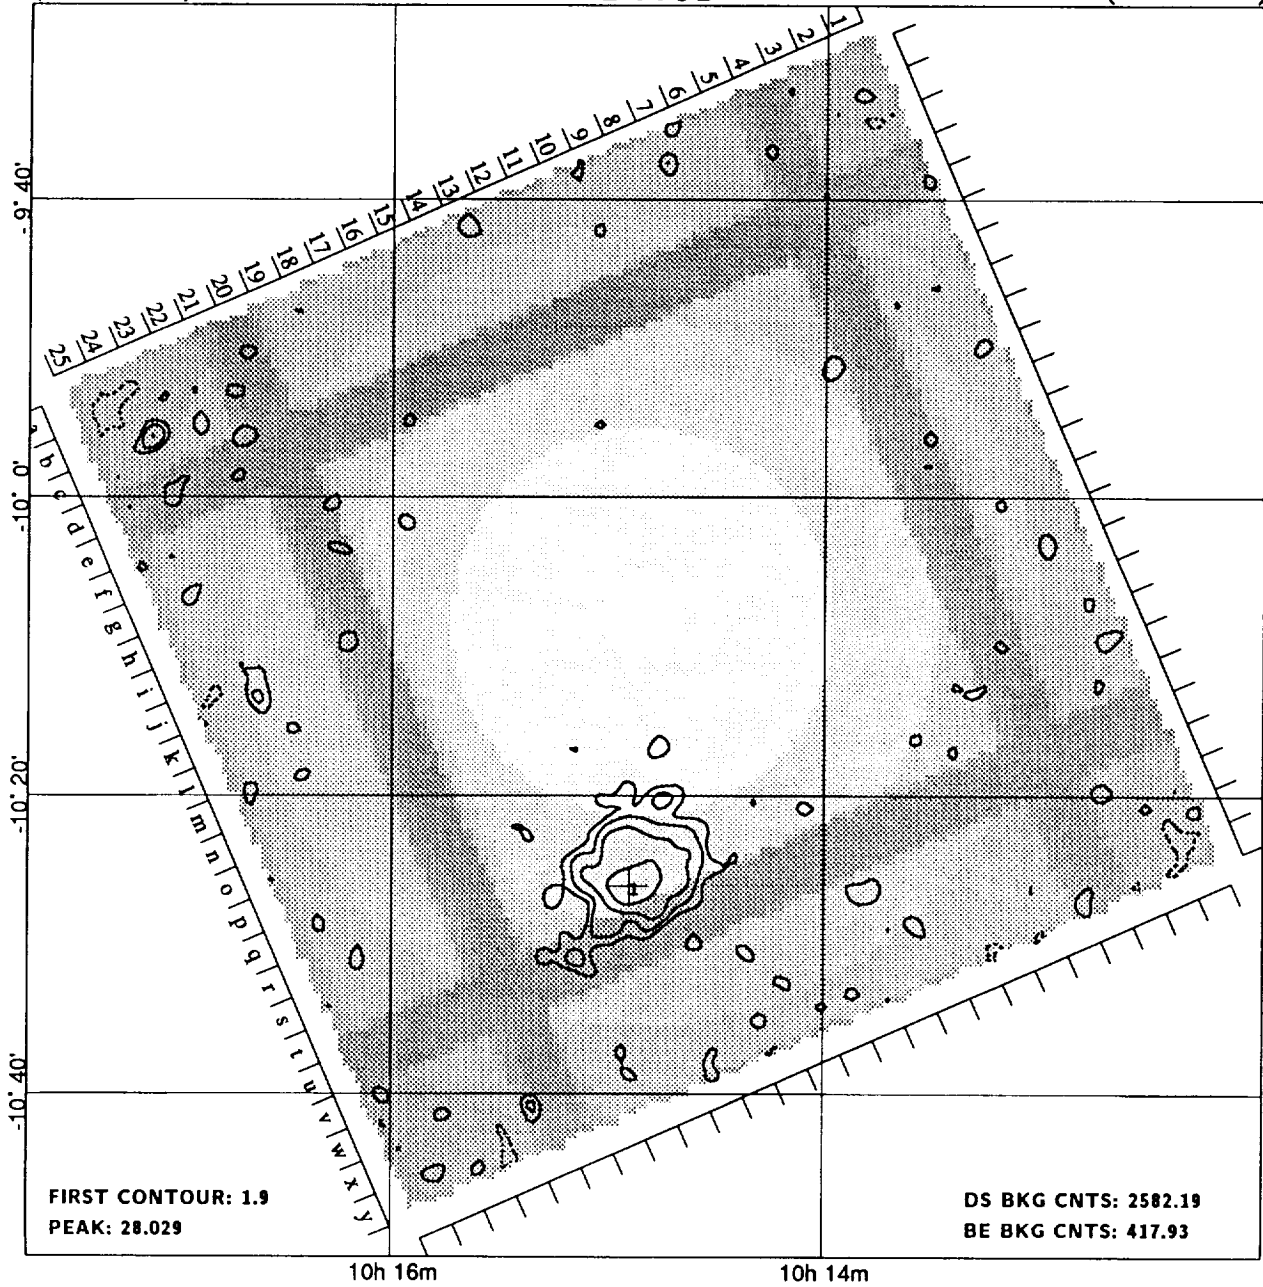 1 2 3 4 5 6 7 8 9 10 11 12 13 14 15 16 17 18 19 20 21 22 23 24 25
a b c d e f g h i j k l m n o p q r s t u v w x y
-9° 40'
-10° 0'
-10° 20'
-10° 40'
1
FIRST CONTOUR: 1.9
PEAK: 28.029
DS BKG CNTS: 2582.19
BE BKG CNTS: 417.93
10h 16m
10h 14m